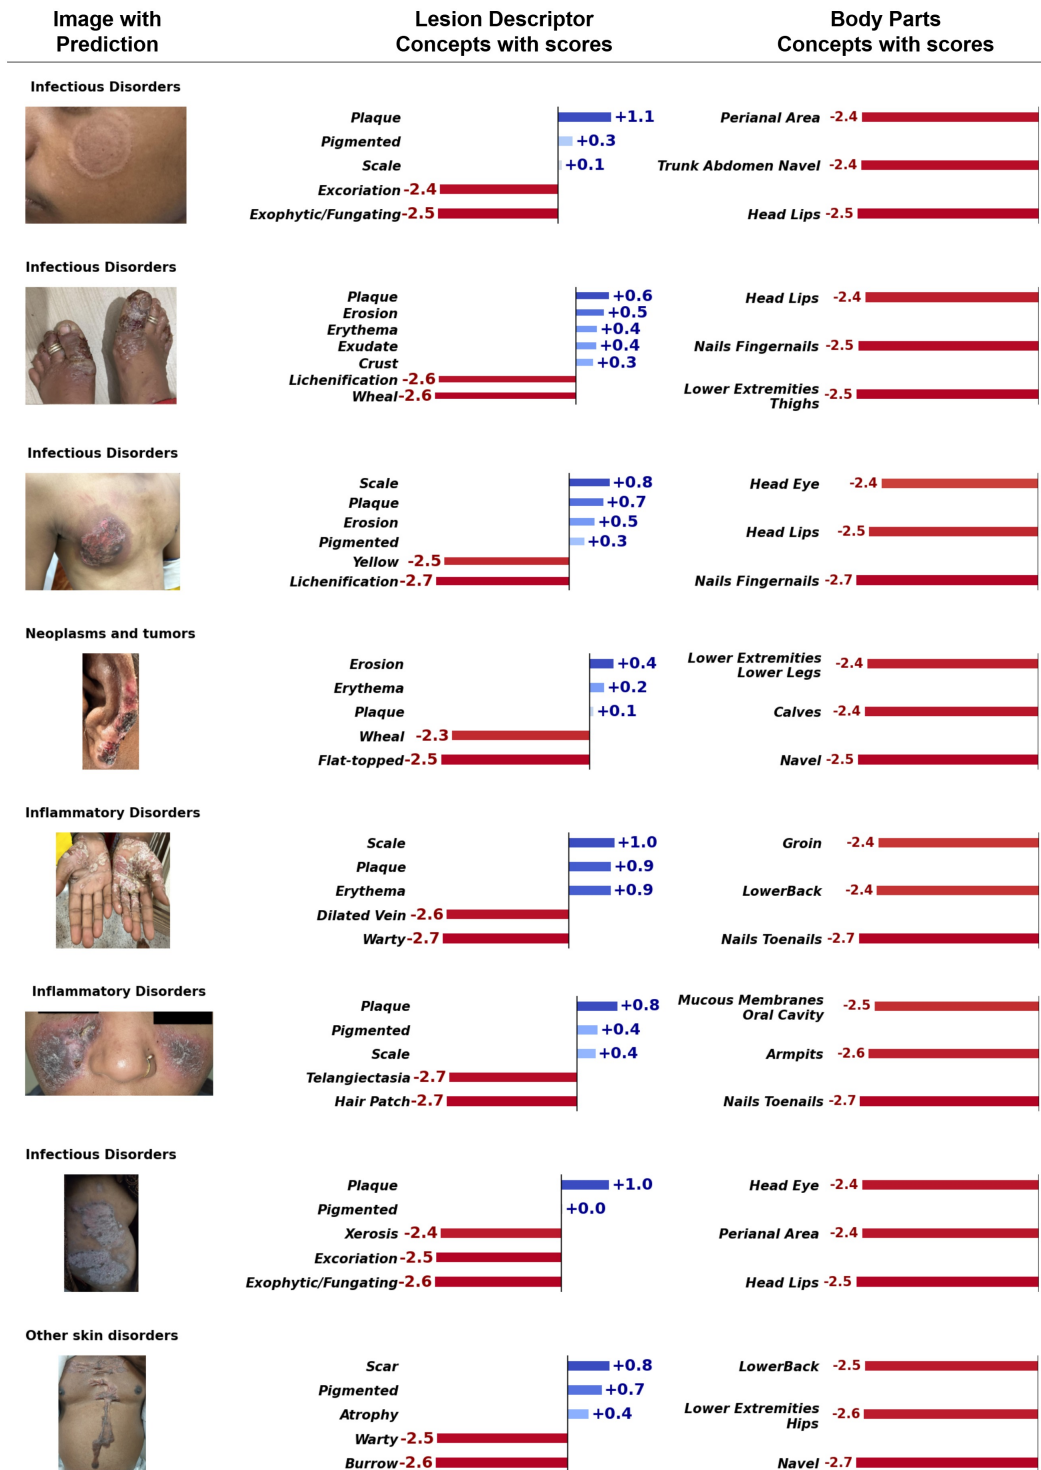 Image with
Prediction
Lesion Descriptor
Concepts with scores
Body Parts
Concepts with scores
Infectious Disorders
Plaque +1.1
Pigmented +0.3
Scale +0.1
Excoriation -2.4
Exophytic/Fungating -2.5
Perianal Area -2.4
Trunk Abdomen Navel -2.4
Head Lips -2.5
Infectious Disorders
Plaque +0.6
Erosion +0.5
Erythema +0.4
Exudate +0.4
Crust +0.3
Lichenification -2.6
Wheal -2.6
Head Lips -2.4
Nails Fingernails -2.5
Lower Extremities
Thighs -2.5
Infectious Disorders
Scale +0.8
Plaque +0.7
Erosion +0.5
Pigmented +0.3
Yellow -2.5
Lichenification -2.7
Head Eye -2.4
Head Lips -2.5
Nails Fingernails -2.7
Neoplasms and tumors
Erosion +0.4
Erythema +0.2
Plaque +0.1
Wheal -2.3
Flat-topped -2.5
Lower Extremities
Lower Legs -2.4
Calves -2.4
Navel -2.5
Inflammatory Disorders
Scale +1.0
Plaque +0.9
Erythema +0.9
Dilated Vein -2.6
Warty -2.7
Groin -2.4
LowerBack -2.4
Nails Toenails -2.7
Inflammatory Disorders
Plaque +0.8
Pigmented +0.4
Scale +0.4
Telangiectasia -2.7
Hair Patch -2.7
Mucous Membranes
Oral Cavity -2.5
Armpits -2.6
Nails Toenails -2.7
Infectious Disorders
Plaque +1.0
Pigmented +0.0
Xerosis -2.4
Excoriation -2.5
Exophytic/Fungating -2.6
Head Eye -2.4
Perianal Area -2.4
Head Lips -2.5
Other skin disorders
Scar +0.8
Pigmented +0.7
Atrophy +0.4
Warty -2.5
Burrow -2.6
LowerBack -2.5
Lower Extremities
Hips -2.6
Navel -2.7